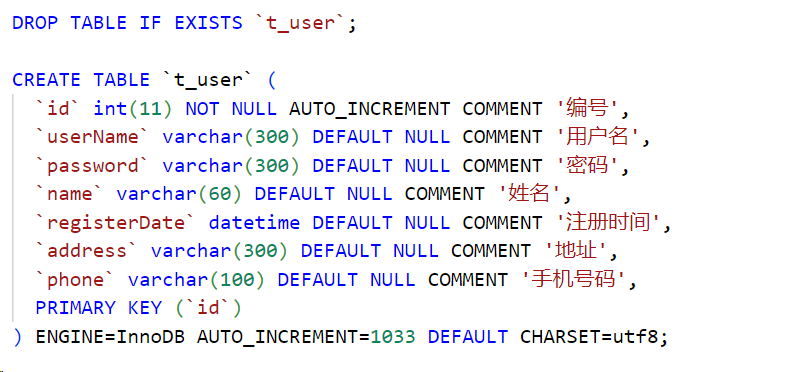 DROP TABLE IF EXISTS `t_user`;
CREATE TABLE `t_user` (
`id` int(11) NOT NULL AUTO_INCREMENT COMMENT '编号',
`userName` varchar(300) DEFAULT NULL COMMENT '用户名',
`password` varchar(300) DEFAULT NULL COMMENT '密码',
`name` varchar(60) DEFAULT NULL COMMENT '姓名',
`registerDate` datetime DEFAULT NULL COMMENT '注册时间',
`address` varchar(300) DEFAULT NULL COMMENT '地址',
`phone` varchar(100) DEFAULT NULL COMMENT '手机号码',
PRIMARY KEY (`id`)
) ENGINE=InnoDB AUTO_INCREMENT=1033 DEFAULT CHARSET=utf8;